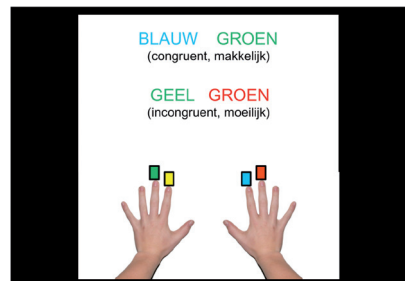 BLAUW GROEN
(congruent, makkelijk)
GEEL GROEN
(incongruent, moeilijk)